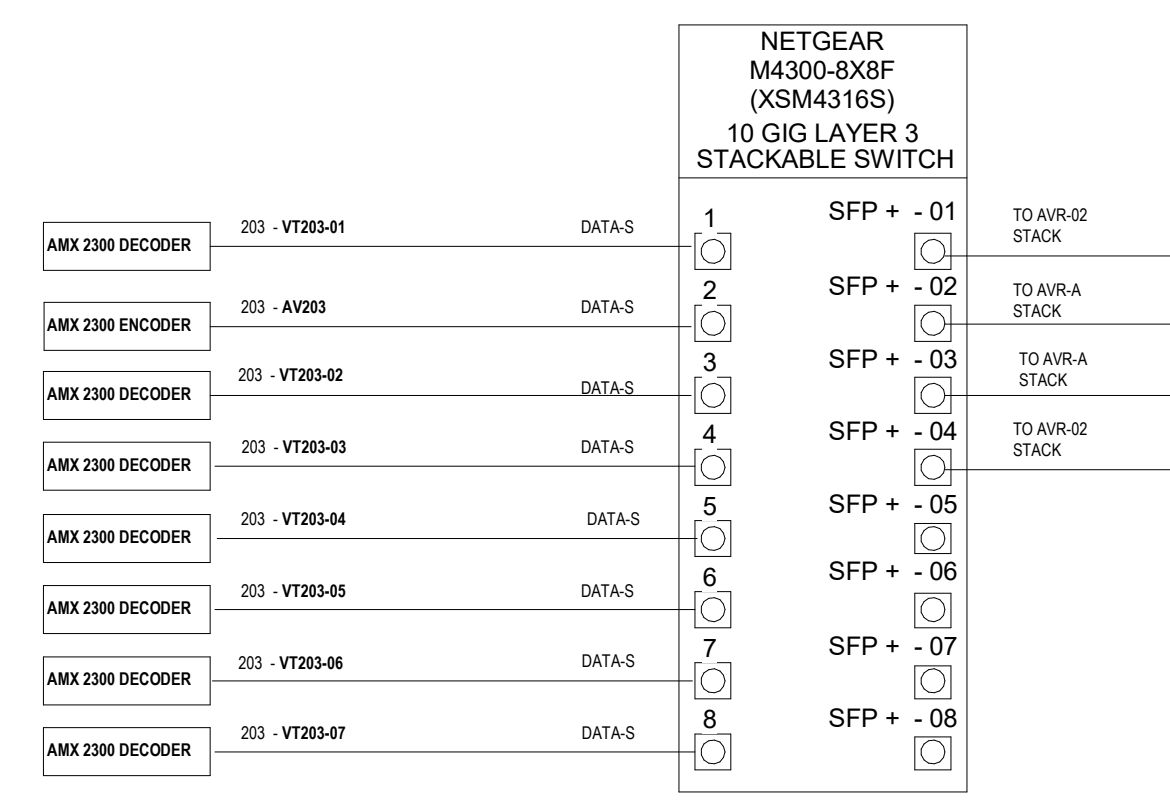 NETGEAR
M4300-8X8F
(XSM4316S)
10 GIG LAYER 3
STACKABLE SWITCH
AMX 2300 DECODER
203 - VT203-01
DATA-S
1
SFP + - 01
TO AVR-02
STACK
AMX 2300 ENCODER
203 - AV203
DATA-S
2
SFP + - 02
TO AVR-A
STACK
AMX 2300 DECODER
203 - VT203-02
DATA-S
3
SFP + - 03
TO AVR-A
STACK
AMX 2300 DECODER
203 - VT203-03
DATA-S
4
SFP + - 04
TO AVR-02
STACK
AMX 2300 DECODER
203 - VT203-04
DATA-S
5
SFP + - 05
AMX 2300 DECODER
203 - VT203-05
DATA-S
6
SFP + - 06
AMX 2300 DECODER
203 - VT203-06
DATA-S
7
SFP + - 07
AMX 2300 DECODER
203 - VT203-07
DATA-S
8
SFP + - 08